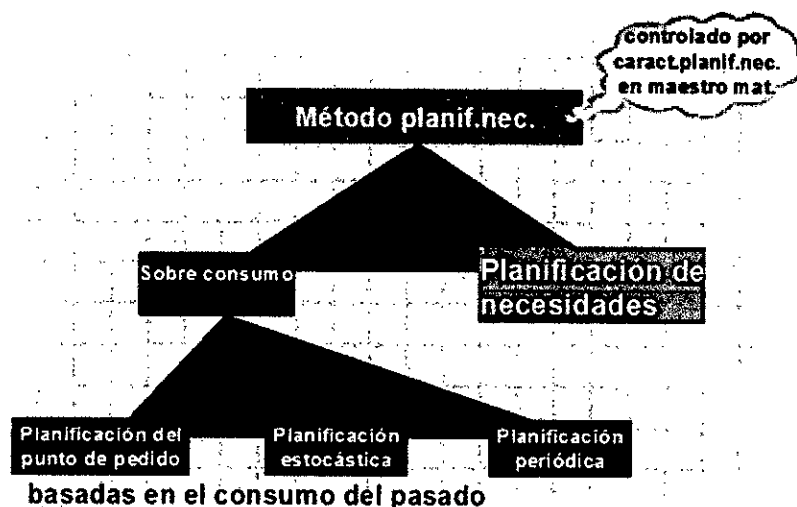 controlado por
caract.planif.nec.
en maestro mat.
Método planif.nec.
Sobre consumo
Planificación de
necesidades
Planificación del
punto de pedido
Planificación
estocástica
Planificación
periódica
basadas en el consumo del pasado